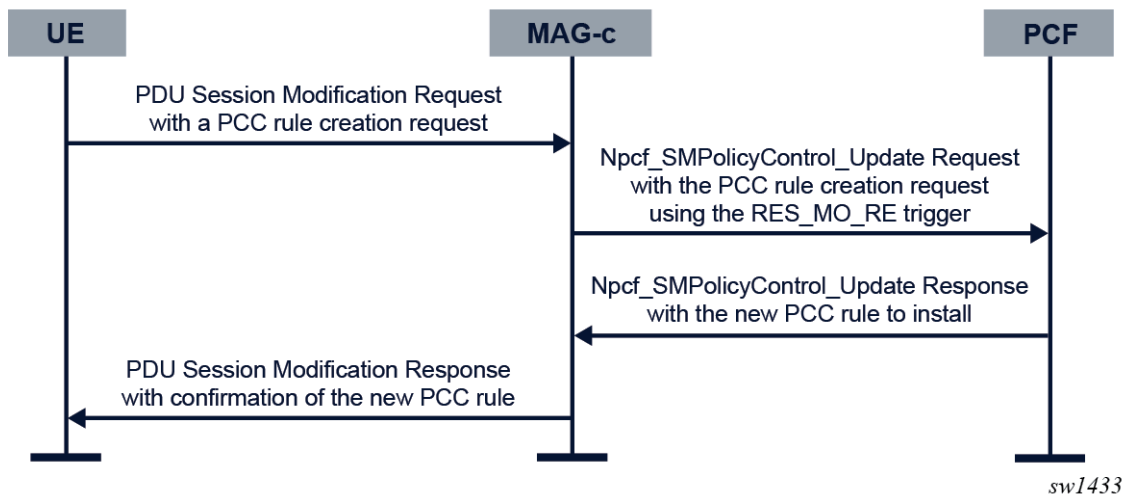 UE
MAG-c
PCF
PDU Session Modification Request
with a PCC rule creation request
Npcf_SMPolicyControl_Update Request
with the PCC rule creation request
using the RES_MO_RE trigger
Npcf_SMPolicyControl_Update Response
with the new PCC rule to install
PDU Session Modification Response
with confirmation of the new PCC rule
sw1433